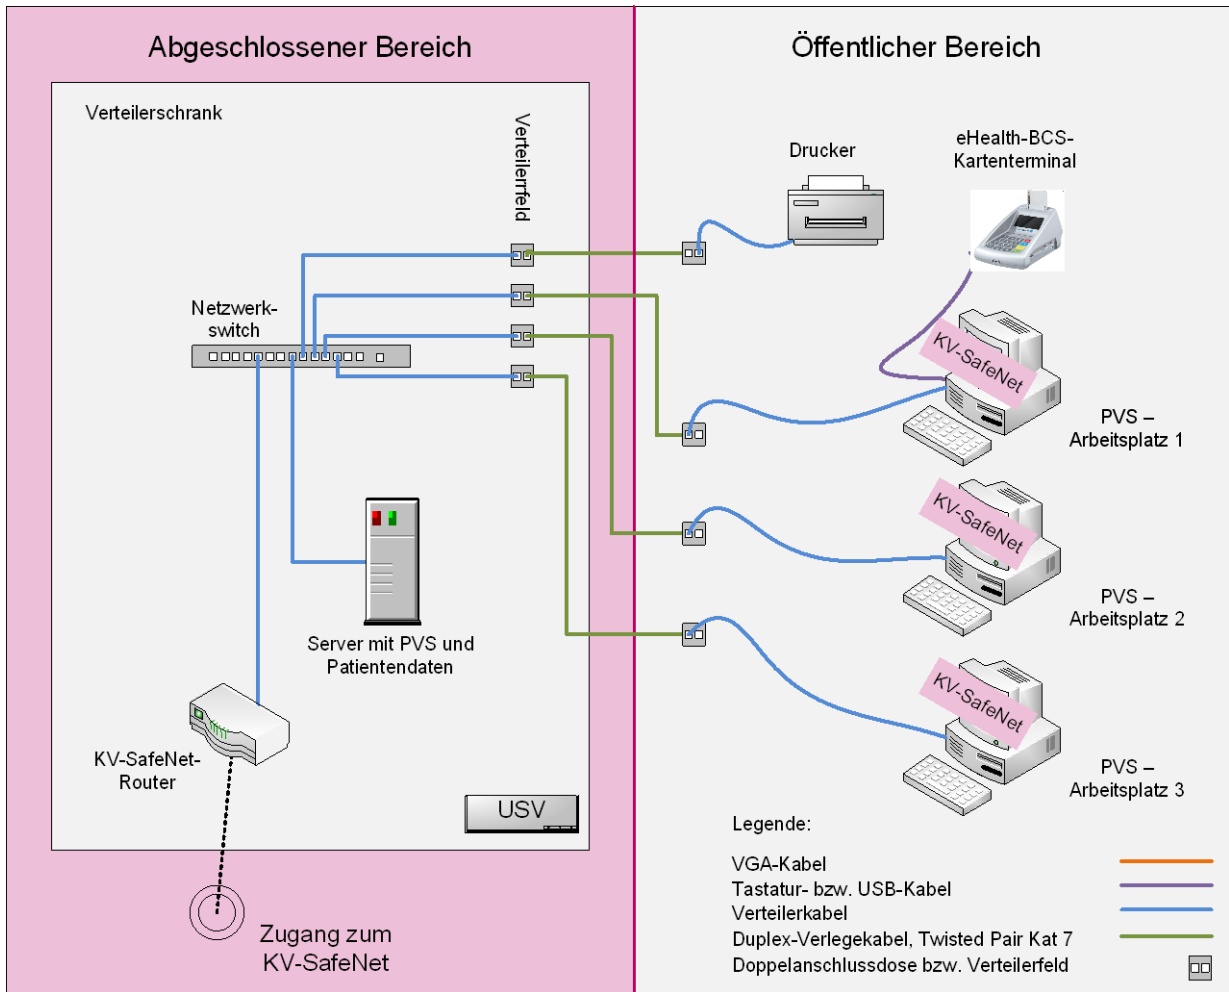 Abgeschlossener Bereich
Öffentlicher Bereich
Verteilerschrank
Verteilerrfeld
Drucker
eHealth-BCS-
Kartenterminal
Netzwerk-
switch
KV-SafeNet
PVS –
Arbeitsplatz 1
KV-SafeNet
PVS –
Arbeitsplatz 2
Server mit PVS und
Patientendaten
KV-SafeNet
PVS –
Arbeitsplatz 3
KV-SafeNet-
Router
USV
Zugang zum
KV-SafeNet
Legende:
VGA-Kabel
Tastatur- bzw. USB-Kabel
Verteilerkabel
Duplex-Verlegekabel, Twisted Pair Kat 7
Doppelanschlussdose bzw. Verteilerfeld